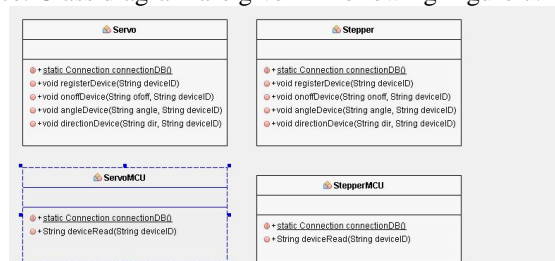 Servo
+static Connection connectionDB()
+void registerDevice(String deviceID)
+void onoffDevice(String ofoff, String deviceID)
+void angleDevice(String angle, String deviceID)
+void directionDevice(String dir, String deviceID)
Stepper
+static Connection connectionDB()
+void registerDevice(String deviceID)
+void onoffDevice(String onoff, String deviceID)
+void angleDevice(String angle, String deviceID)
+void directionDevice(String dir, String deviceID)
ServoMCU
+static Connection connectionDB()
+String deviceRead(String deviceID)
StepperMCU
+static Connection connectionDB()
+String deviceRead(String deviceID)